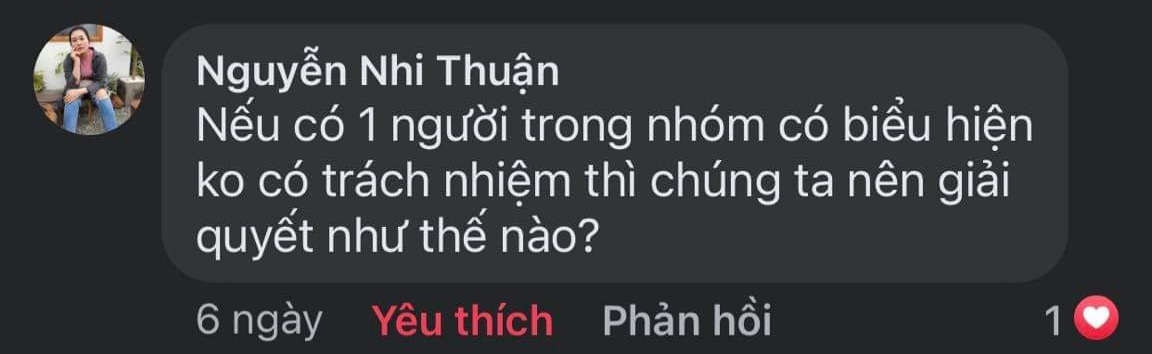 Nguyễn Nhi Thuận
Nếu có 1 người trong nhóm có biểu hiện
ko có trách nhiệm thì chúng ta nên giải
quyết như thế nào?
6 ngày Yêu thích Phản hồi 1